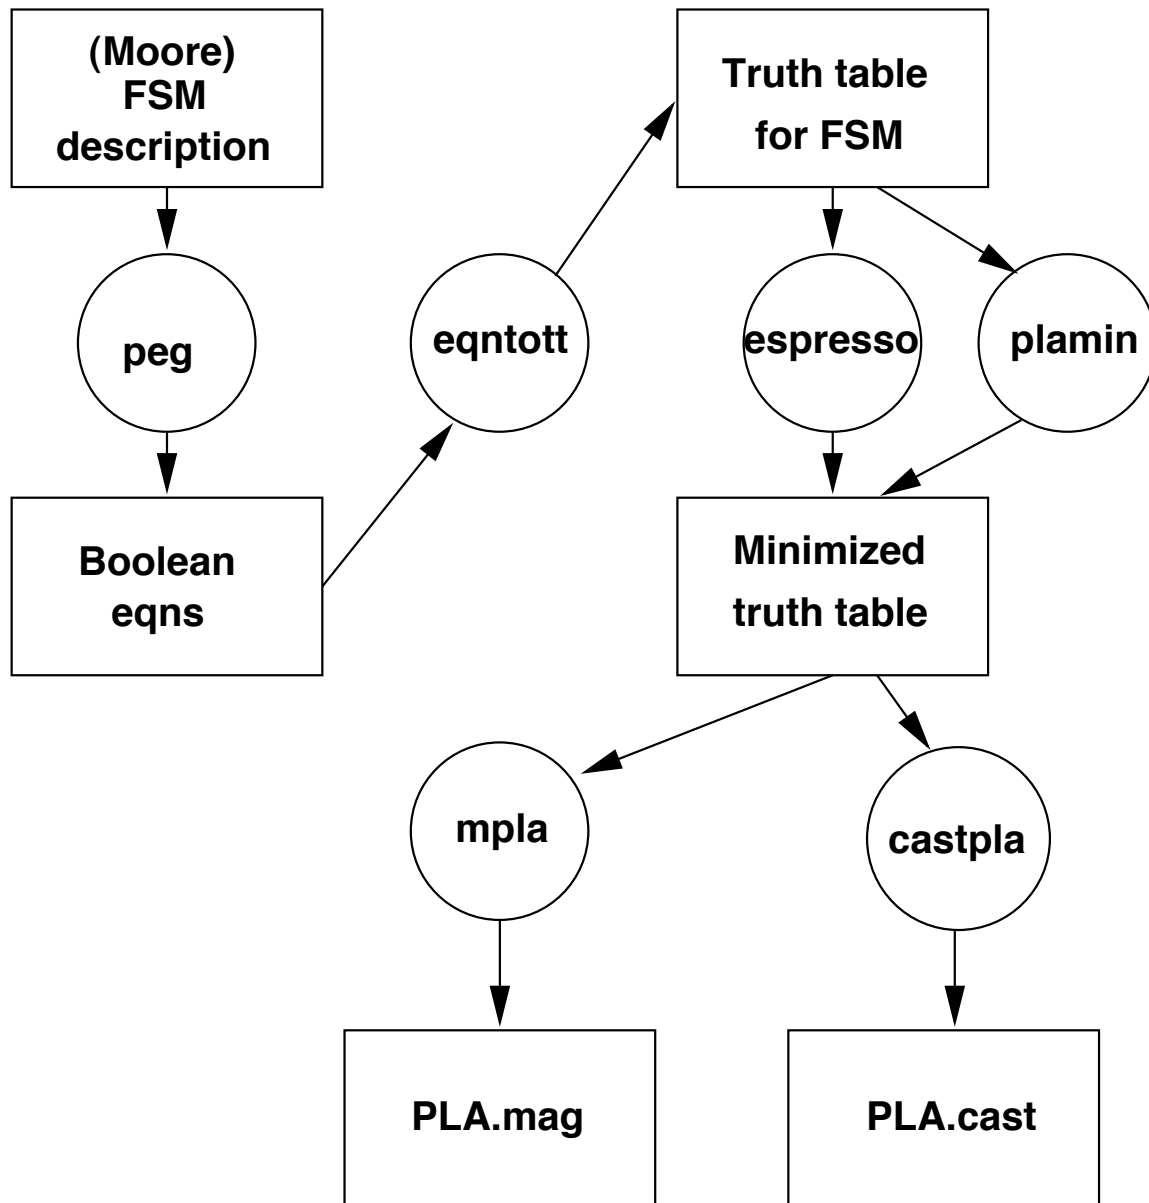 (Moore)
FSM
description
peg
Boolean
eqns
eqntott
Truth table
for FSM
espresso
plamin
Minimized
truth table
mpla
castpla
PLA.mag
PLA.cast